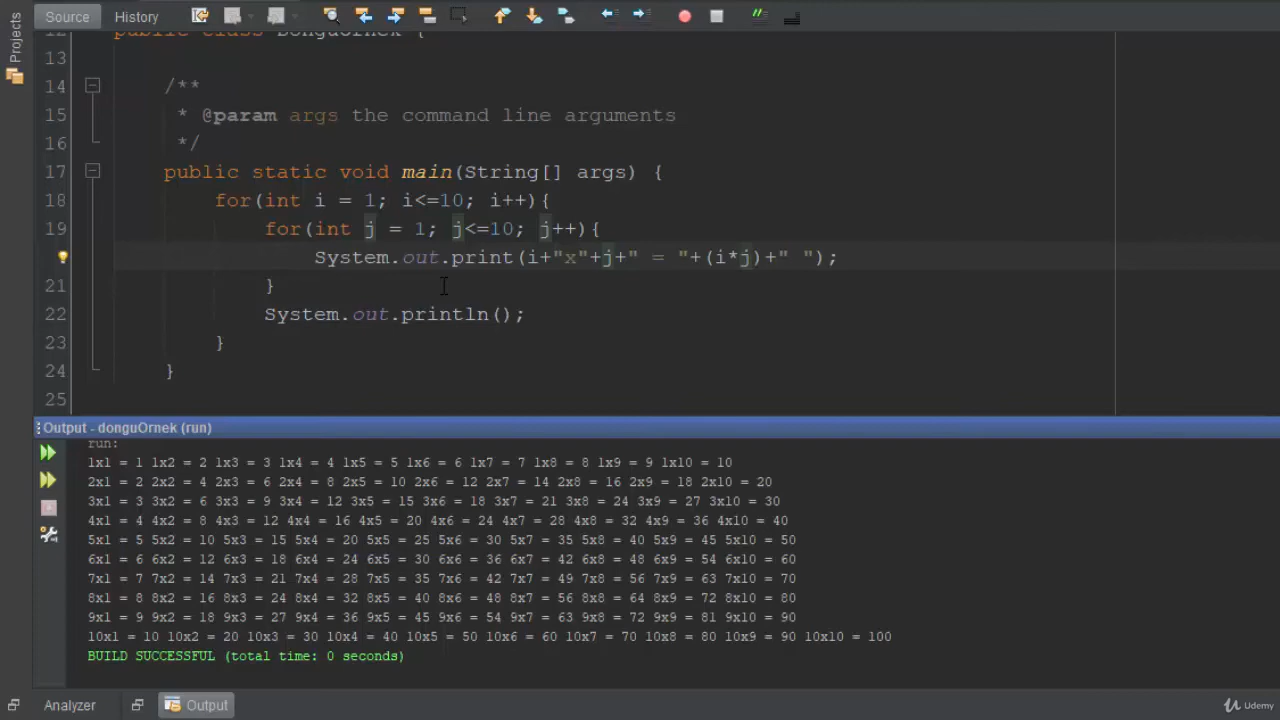 Projects
Source History
12 public class DonguOrnek {
13
14 /**
15 * @param args the command line arguments
16 */
17 public static void main(String[] args) {
18 for(int i = 1; i<=10; i++){
19 for(int j = 1; j<=10; j++){
System.out.print(i+"x"+j+" = "+(i*j)+" ");
21 }
22 System.out.println();
23 }
24 }
25
Output - donguOrnek (run)
run:
1x1 = 1 1x2 = 2 1x3 = 3 1x4 = 4 1x5 = 5 1x6 = 6 1x7 = 7 1x8 = 8 1x9 = 9 1x10 = 10
2x1 = 2 2x2 = 4 2x3 = 6 2x4 = 8 2x5 = 10 2x6 = 12 2x7 = 14 2x8 = 16 2x9 = 18 2x10 = 20
3x1 = 3 3x2 = 6 3x3 = 9 3x4 = 12 3x5 = 15 3x6 = 18 3x7 = 21 3x8 = 24 3x9 = 27 3x10 = 30
4x1 = 4 4x2 = 8 4x3 = 12 4x4 = 16 4x5 = 20 4x6 = 24 4x7 = 28 4x8 = 32 4x9 = 36 4x10 = 40
5x1 = 5 5x2 = 10 5x3 = 15 5x4 = 20 5x5 = 25 5x6 = 30 5x7 = 35 5x8 = 40 5x9 = 45 5x10 = 50
6x1 = 6 6x2 = 12 6x3 = 18 6x4 = 24 6x5 = 30 6x6 = 36 6x7 = 42 6x8 = 48 6x9 = 54 6x10 = 60
7x1 = 7 7x2 = 14 7x3 = 21 7x4 = 28 7x5 = 35 7x6 = 42 7x7 = 49 7x8 = 56 7x9 = 63 7x10 = 70
8x1 = 8 8x2 = 16 8x3 = 24 8x4 = 32 8x5 = 40 8x6 = 48 8x7 = 56 8x8 = 64 8x9 = 72 8x10 = 80
9x1 = 9 9x2 = 18 9x3 = 27 9x4 = 36 9x5 = 45 9x6 = 54 9x7 = 63 9x8 = 72 9x9 = 81 9x10 = 90
10x1 = 10 10x2 = 20 10x3 = 30 10x4 = 40 10x5 = 50 10x6 = 60 10x7 = 70 10x8 = 80 10x9 = 90 10x10 = 100
BUILD SUCCESSFUL (total time: 0 seconds)
Analyzer Output
Udemy